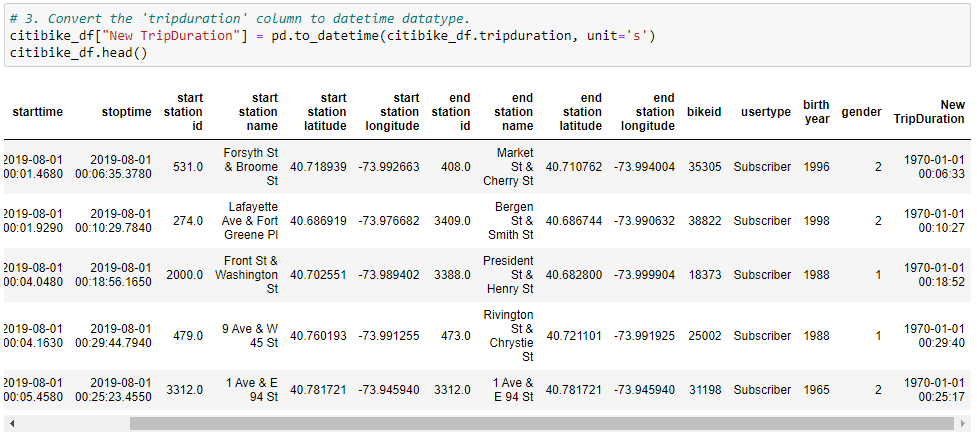 # 3. Convert the 'tripduration' column to datetime datatype.
citibike_df["New TripDuration"] = pd.to_datetime(citibike_df.tripduration, unit='s')
citibike_df.head()
starttime stoptime start station id start station name start station latitude start station longitude end station id end station name end station latitude end station longitude bikeid usertype birth year gender New TripDuration
2019-08-01 00:01.4680 2019-08-01 00:06:35.3780 531.0 Forsyth St & Broome St 40.718939 -73.992663 408.0 Market St & Cherry St 40.710762 -73.994004 35305 Subscriber 1996 2 1970-01-01 00:06:33
2019-08-01 00:01.9290 2019-08-01 00:10:29.7840 274.0 Lafayette Ave & Fort Greene Pl 40.686919 -73.976682 3409.0 Bergen St & Smith St 40.686744 -73.990632 38822 Subscriber 1998 2 1970-01-01 00:10:27
2019-08-01 00:04.0480 2019-08-01 00:18:56.1650 2000.0 Front St & Washington St 40.702551 -73.989402 3388.0 President St & Henry St 40.682800 -73.999904 18373 Subscriber 1988 1 1970-01-01 00:18:52
2019-08-01 00:04.1630 2019-08-01 00:29:44.7940 479.0 9 Ave & W 45 St 40.760193 -73.991255 473.0 Rivington St & Chrystie St 40.721101 -73.991925 25002 Subscriber 1988 1 1970-01-01 00:29:40
2019-08-01 00:05.4580 2019-08-01 00:25:23.4550 3312.0 1 Ave & E 94 St 40.781721 -73.945940 3312.0 1 Ave & E 94 St 40.781721 -73.945940 31198 Subscriber 1965 2 1970-01-01 00:25:17